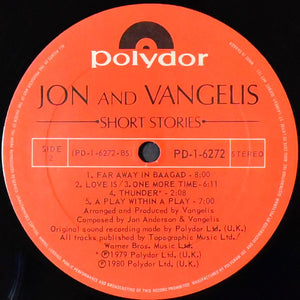 polydor
JON AND VANGELIS
SHORT STORIES
SIDE 2
(PD-1-6272-BS)
PD-1-6272
STEREO
1. FAR AWAY IN BAAGAD - 8:00
2. LOVE IS/3. ONE MORE TIME - 6:11
4. THUNDER - 2:08
5. A PLAY WITHIN A PLAY - 7:00
Arranged and Produced by Vangelis
Composed by Jon Anderson & Vangelis
Original sound recording made by Polydor Ltd. (U.K.)
All tracks published by Topographic Music Ltd./
Warner Bros. Music Ltd.
℗1979 Polydor Ltd. (U.K.)
©1980 Polydor Ltd. (U.K.)